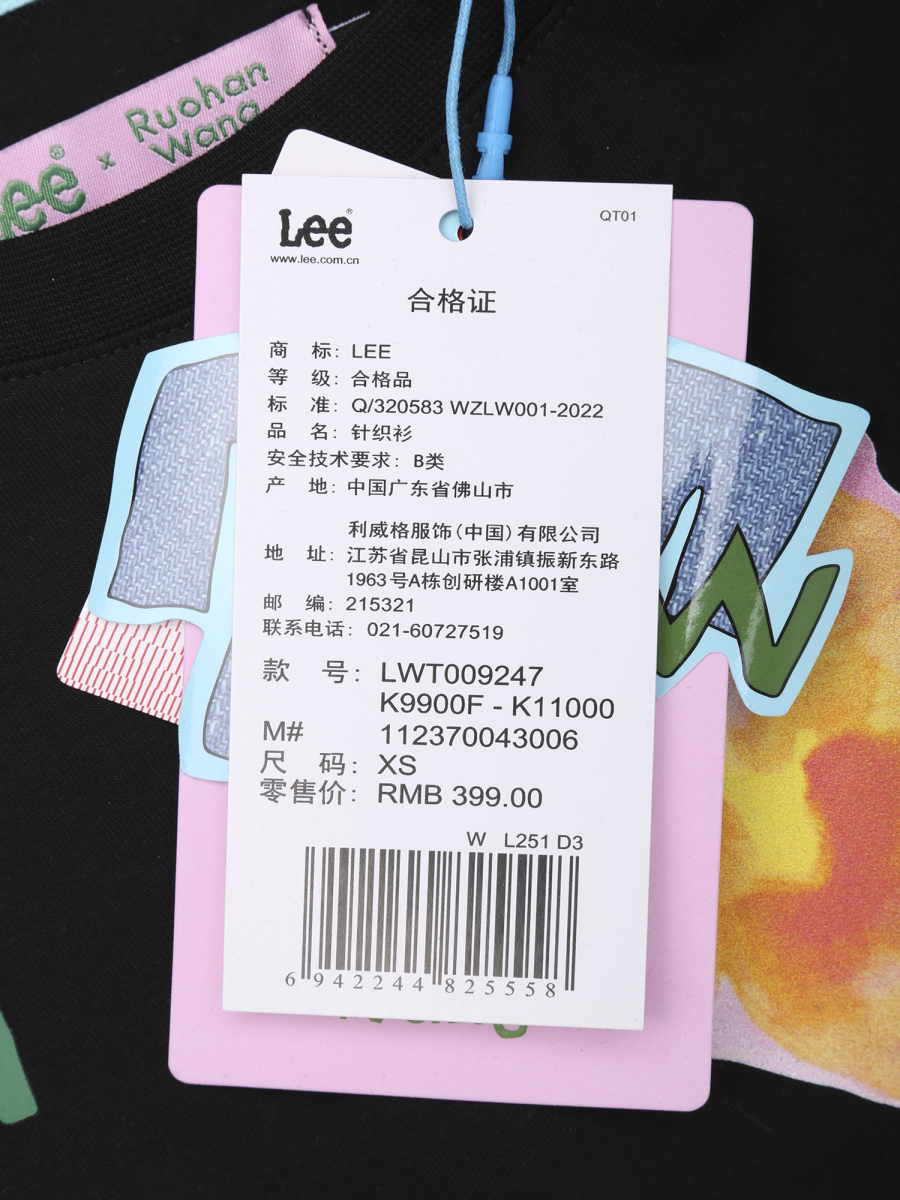 Lee® x Ruohan
Wang
Lee®
www.lee.com.cn
QT01
合格证
商 标: LEE
等 级: 合格品
标 准: Q/320583 WZLW001-2022
品 名: 针织衫
安全技术要求: B类
产 地: 中国广东省佛山市
利威格服饰(中国)有限公司
地 址: 江苏省昆山市张浦镇振新东路
1963号A栋创研楼A1001室
邮 编: 215321
联系电话: 021-60727519
款 号: LWT009247
K9900F - K11000
M# 112370043006
尺 码: XS
零售价: RMB 399.00
W L251 D3
6 942244 825558